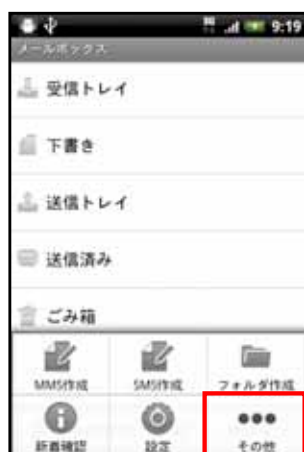 9:19
メールボックス
受信トレイ
下書き
送信トレイ
送信済み
ごみ箱
MMS作成 SMS作成 フォルダ作成
新着確認 設定 その他